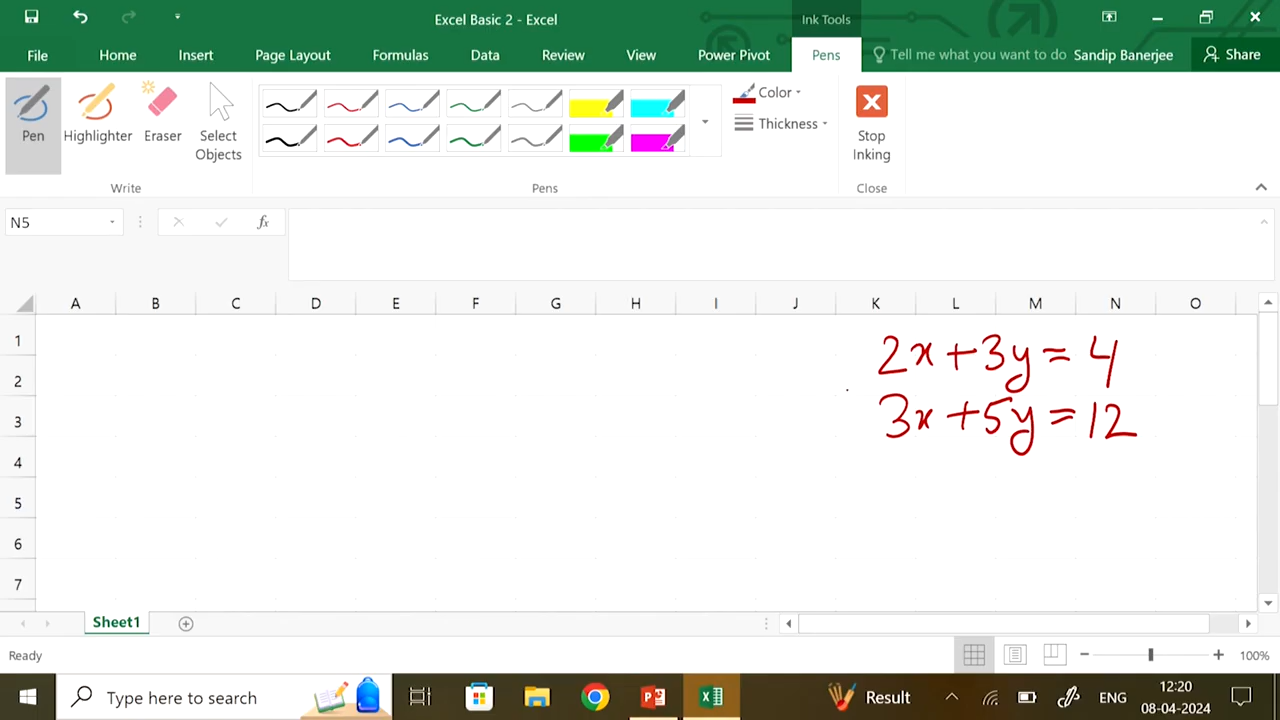 Excel Basic 2 - Excel
Ink Tools
File Home Insert Page Layout Formulas Data Review View Power Pivot Pens Tell me what you want to do Sandip Banerjee Share
Pen Highlighter Eraser Select Objects
Color
Thickness
Stop Inking
Write Pens Close
N5 fx
A B C D E F G H I J K L M N O
1
2
3
4
5
6
7
2x+3y=4
3x+5y=12
Sheet1
Ready 100%
Type here to search Result ENG 12:20
08-04-2024